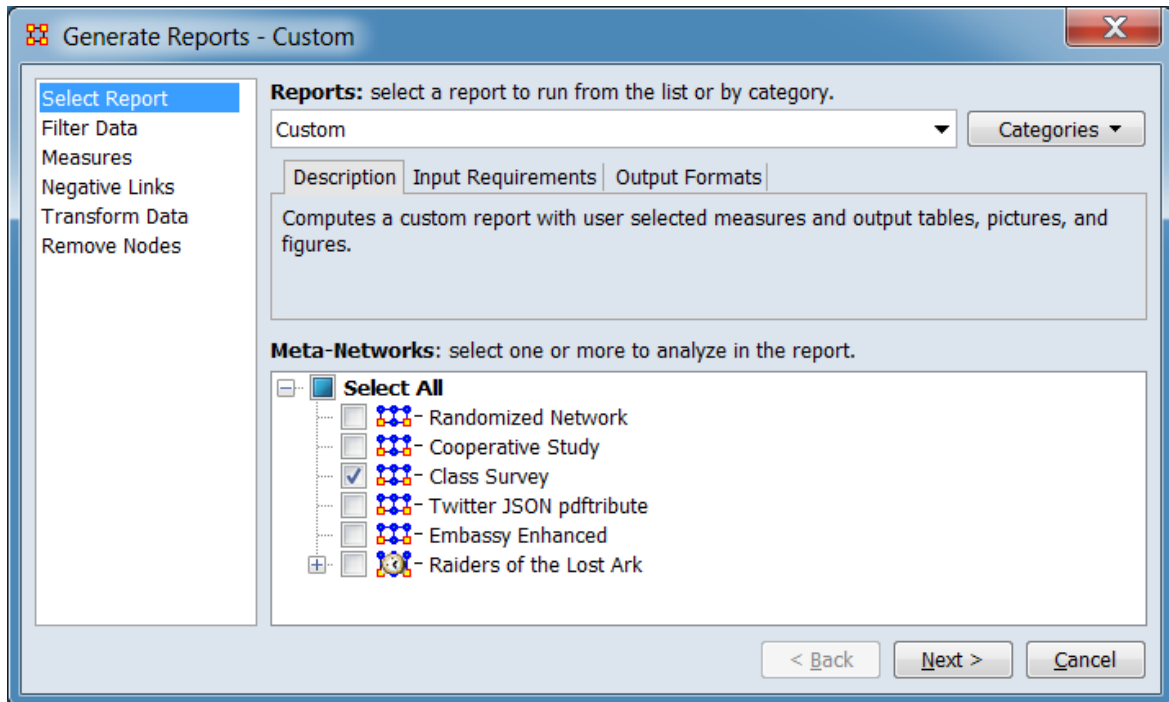 Generate Reports - Custom
Select Report
Filter Data
Measures
Negative Links
Transform Data
Remove Nodes
Reports: select a report to run from the list or by category.
Custom
Categories
Description
Input Requirements
Output Formats
Computes a custom report with user selected measures and output tables, pictures, and
figures.
Meta-Networks: select one or more to analyze in the report.
Select All
- Randomized Network
- Cooperative Study
- Class Survey
- Twitter JSON pdftribute
- Embassy Enhanced
- Raiders of the Lost Ark
< Back
Next >
Cancel